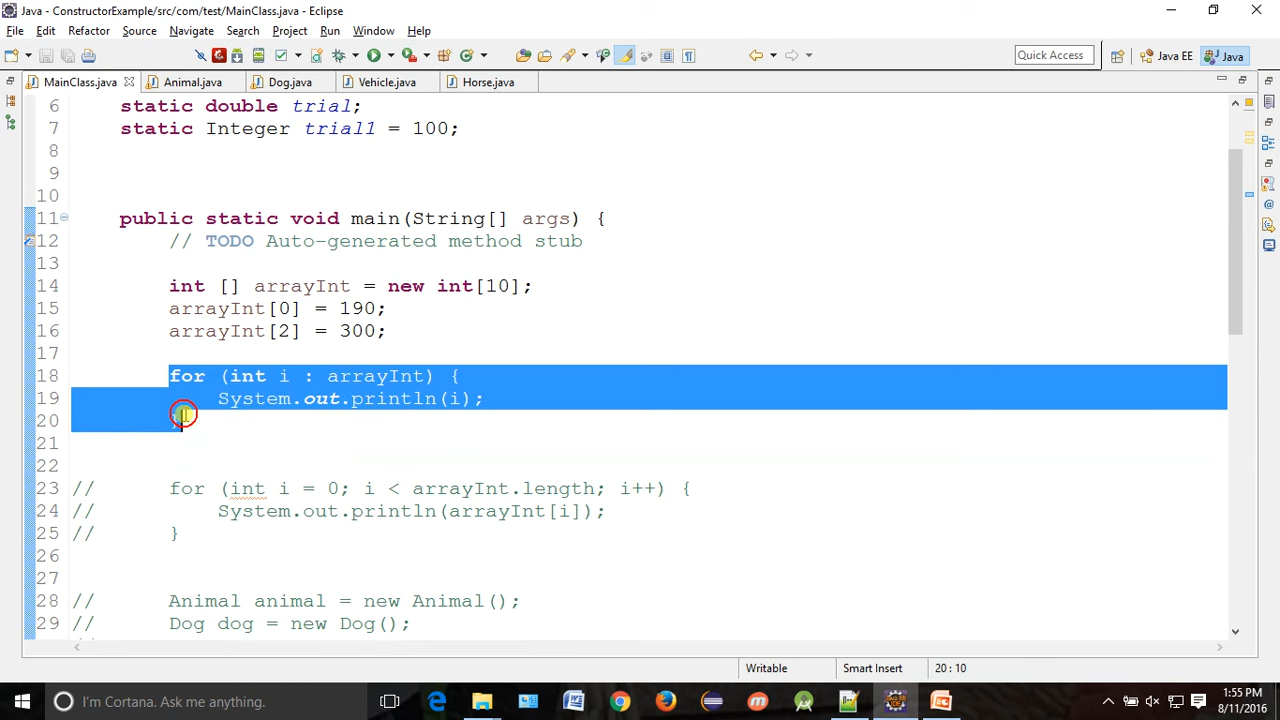 Java - ConstructorExample/src/com/test/MainClass.java - Eclipse
File Edit Refactor Source Navigate Search Project Run Window Help
Quick Access Java EE Java
MainClass.java Animal.java Dog.java Vehicle.java Horse.java
6 static double trial;
7 static Integer trial1 = 100;
8
9
10
11 public static void main(String[] args) {
12 // TODO Auto-generated method stub
13
14 int [] arrayInt = new int[10];
15 arrayInt[0] = 190;
16 arrayInt[2] = 300;
17
18 for (int i : arrayInt) {
19 System.out.println(i);
20 }
21
22
23 // for (int i = 0; i < arrayInt.length; i++) {
24 // System.out.println(arrayInt[i]);
25 // }
26
27
28 // Animal animal = new Animal();
29 // Dog dog = new Dog();
Writable Smart Insert 20 : 10
I'm Cortana. Ask me anything.
1:55 PM
8/11/2016